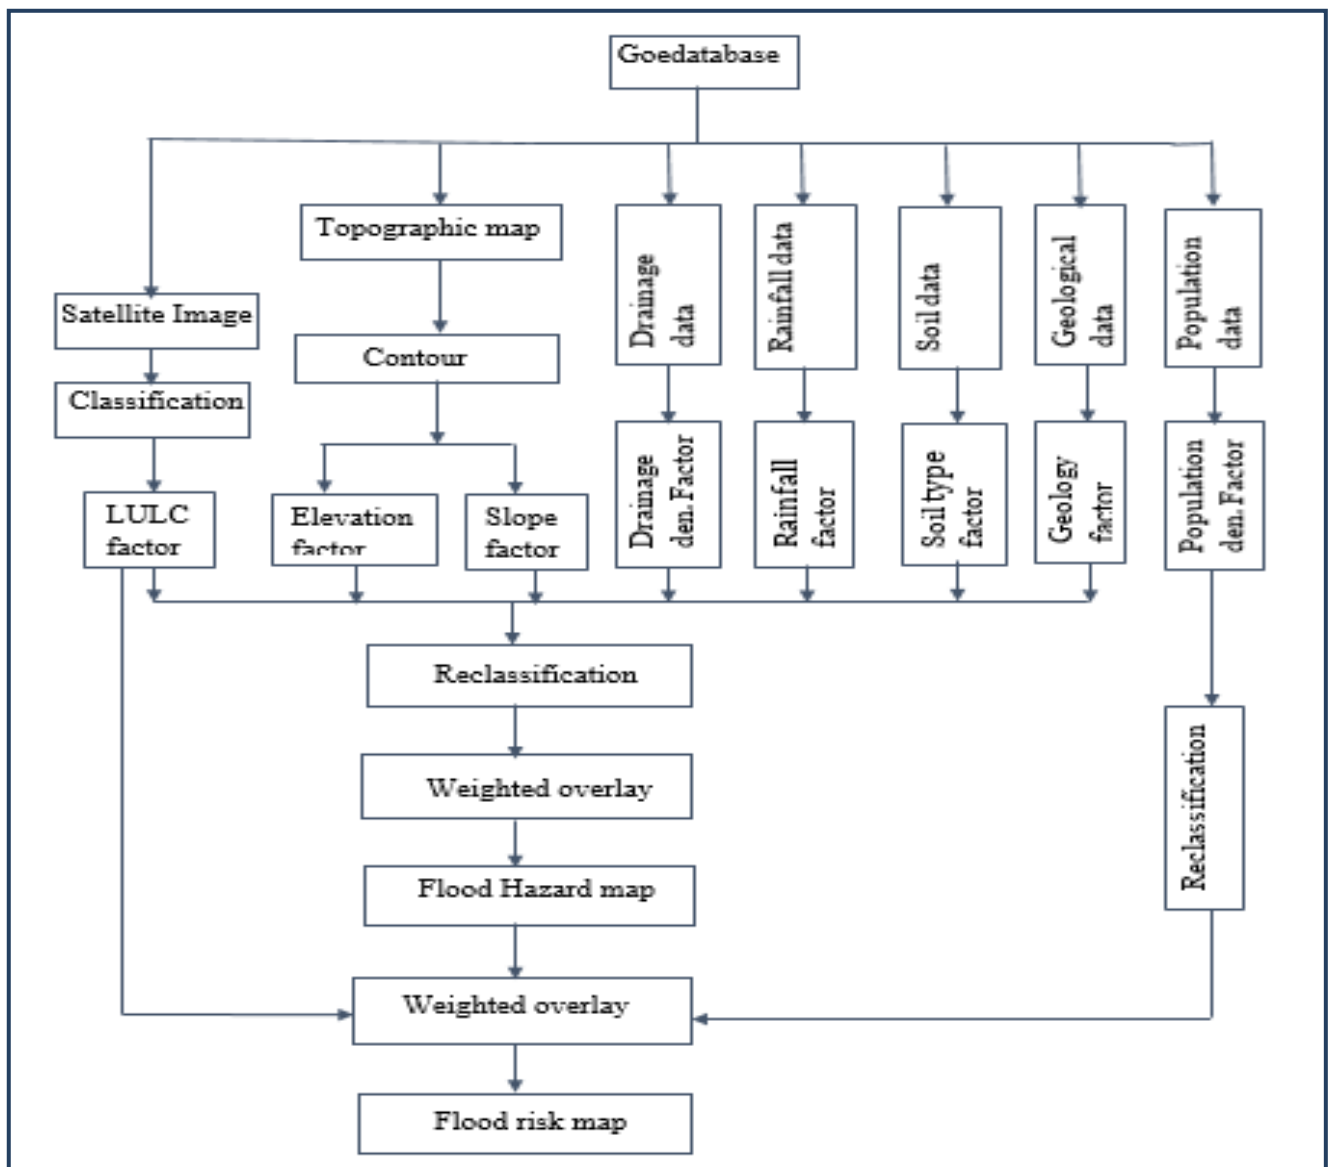 Goedatabase
Topographic map
Satellite Image
Contour
Classification
Drainage
data
Rainfall data
Soil data
Geological
data
Population
data
LULC
factor
Elevation
factor
Slope
factor
Drainage
den. Factor
Rainfall
factor
Soil type
factor
Geology
factor
Population
den. Factor
Reclassification
Weighted overlay
Flood Hazard map
Reclassification
Weighted overlay
Flood risk map